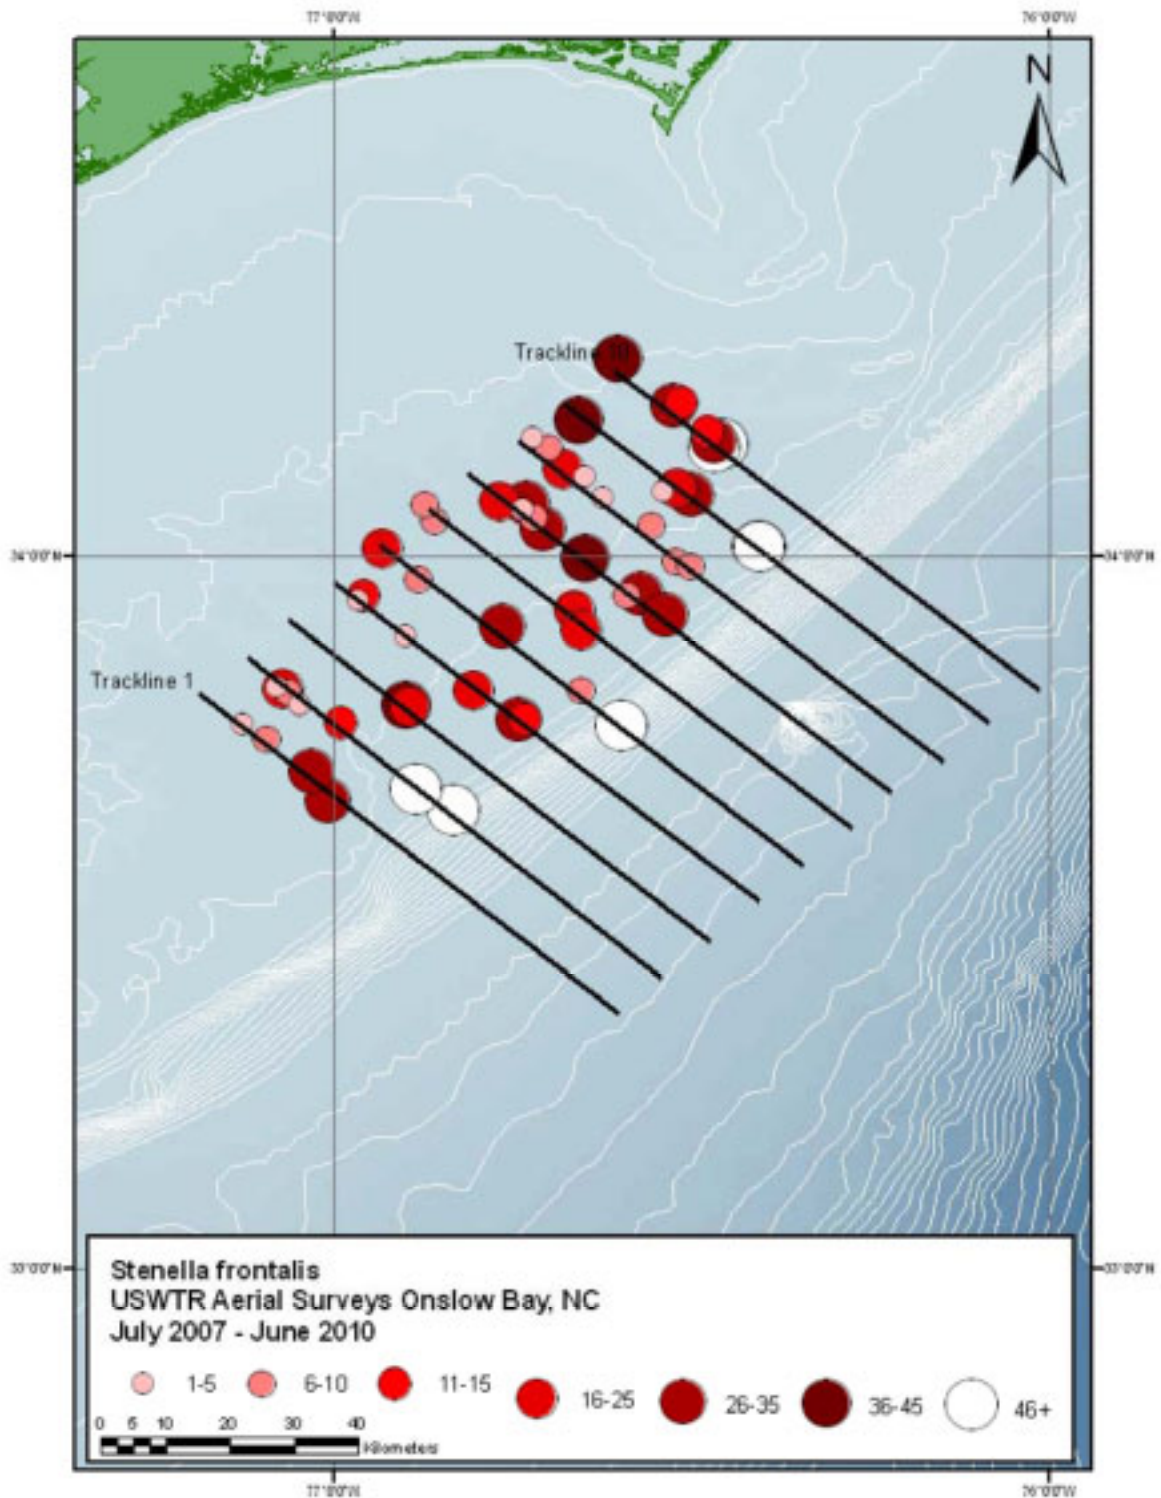 77°0'0"W 76°0'0"W
N
Trackline 10
34°0'0"N 34°0'0"N
Trackline 1
33°0'0"N 33°0'0"N
Stenella frontalis
USWTR Aerial Surveys Onslow Bay, NC
July 2007 - June 2010
1-5 6-10 11-15 16-25 26-35 36-45 46+
0 5 10 20 30 40
Kilometers
77°0'0"W 76°0'0"W